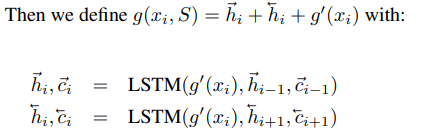 Then we define g(xᵢ, S) = h⃗ᵢ + h⃖ᵢ + g′(xᵢ) with:
h⃗ᵢ, c⃗ᵢ = LSTM(g′(xᵢ), h⃗ᵢ₋₁, c⃗ᵢ₋₁)
h⃖ᵢ, c⃖ᵢ = LSTM(g′(xᵢ), h⃖ᵢ₊₁, c⃖ᵢ₊₁)